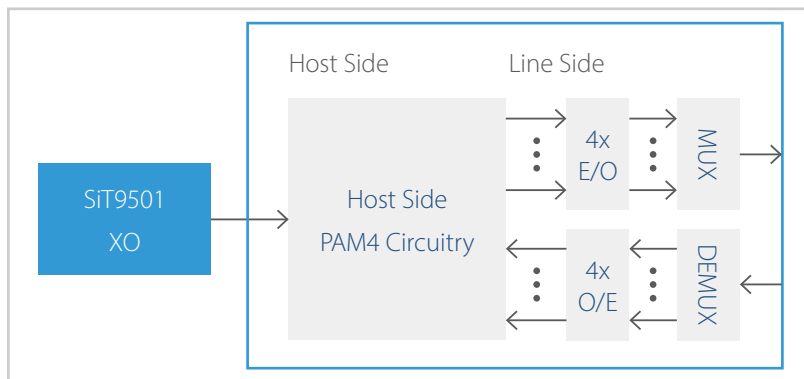 Host Side
Line Side
SiT9501
XO
Host Side
PAM4 Circuitry
4x
E/O
MUX
4x
O/E
DEMUX